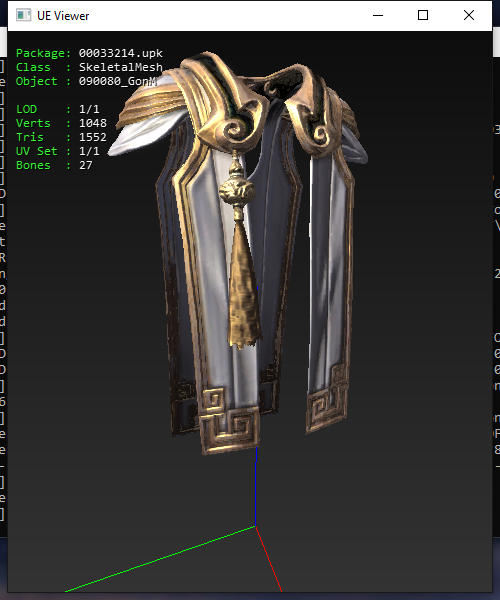 UE Viewer
Package: 00033214.upk
Class : SkeletalMesh
Object : 090080_GonM
LOD : 1/1
Verts : 1048
Tris : 1552
UV Set : 1/1
Bones : 27